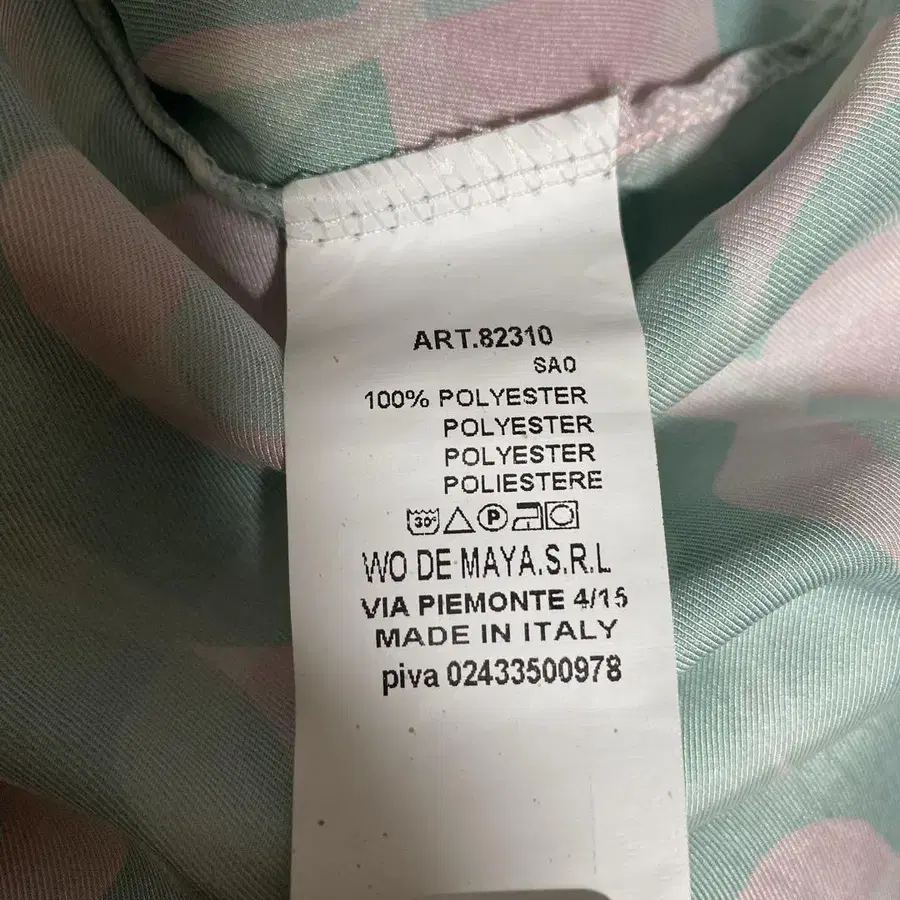 ART.82310
SAO
100% POLYESTER
POLYESTER
POLYESTER
POLIESTERE
30° P
WO DE MAYA.S.R.L
VIA PIEMONTE 4/15
MADE IN ITALY
piva 02433500978